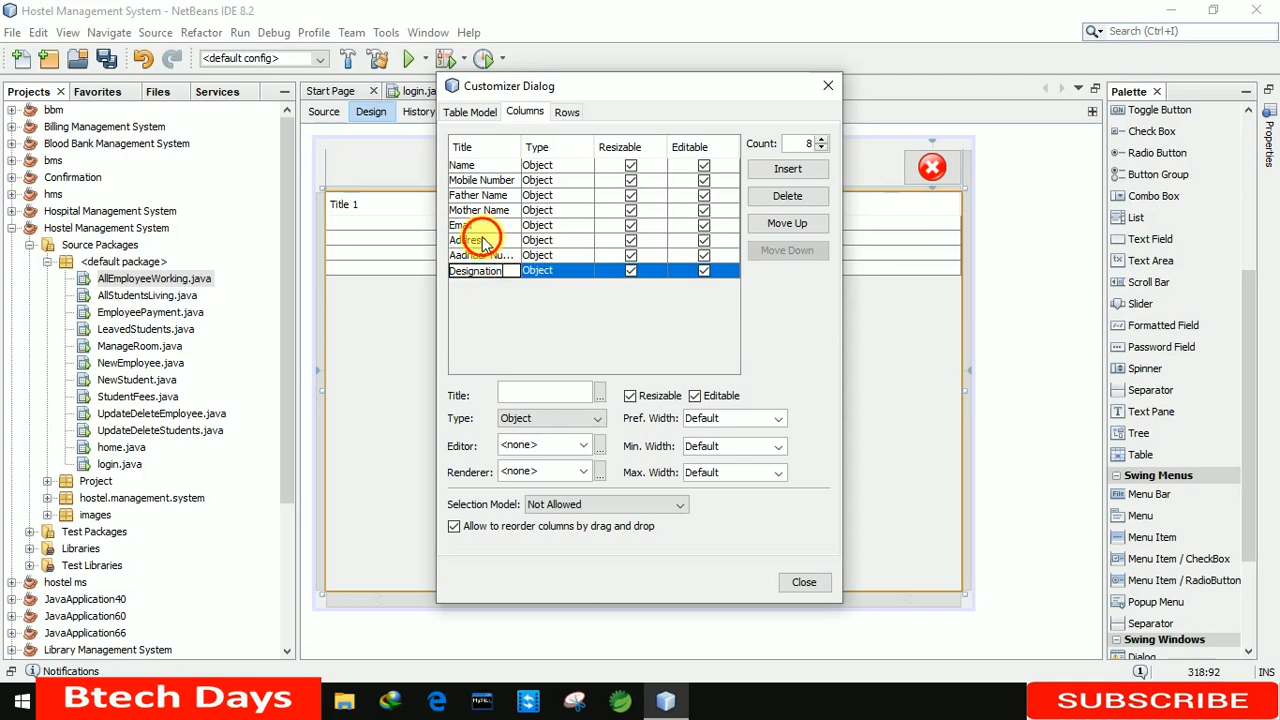 Hostel Management System - NetBeans IDE 8.2
File Edit View Navigate Source Refactor Run Debug Profile Team Tools Window Help
Search (Ctrl+I)
<default config>
Projects Favorites Files Services
Start Page
login.ja
Source Design History
bbm
Billing Management System
Blood Bank Management System
bms
Confirmation
hms
Hospital Management System
Hostel Management System
Source Packages
<default package>
AllEmployeeWorking.java
AllStudentsLiving.java
EmployeePayment.java
LeavedStudents.java
ManageRoom.java
NewEmployee.java
NewStudent.java
StudentFees.java
UpdateDeleteEmployee.java
UpdateDeleteStudents.java
home.java
login.java
Project
hostel.management.system
images
Test Packages
Libraries
Test Libraries
hostel ms
JavaApplication40
JavaApplication60
JavaApplication66
Library Management System
Notifications
Title 1
Customizer Dialog
Table Model Columns Rows
Title Type Resizable Editable
Name Object
Mobile Number Object
Father Name Object
Mother Name Object
Email Object
Address Object
Aadhar Nu... Object
Designation Object
Count: 8
Insert
Delete
Move Up
Move Down
Title: ... Resizable Editable
Type: Object Pref. Width: Default
Editor: <none> ... Min. Width: Default
Renderer: <none> ... Max. Width: Default
Selection Model: Not Allowed
Allow to reorder columns by drag and drop
Close
Palette
Toggle Button
Check Box
Radio Button
Button Group
Combo Box
List
Text Field
Text Area
Scroll Bar
Slider
Formatted Field
Password Field
Spinner
Separator
Text Pane
Tree
Table
Swing Menus
Menu Bar
Menu
Menu Item
Menu Item / CheckBox
Menu Item / RadioButton
Popup Menu
Separator
Swing Windows
Dialog
Properties
318:92
INS
Btech Days
SUBSCRIBE